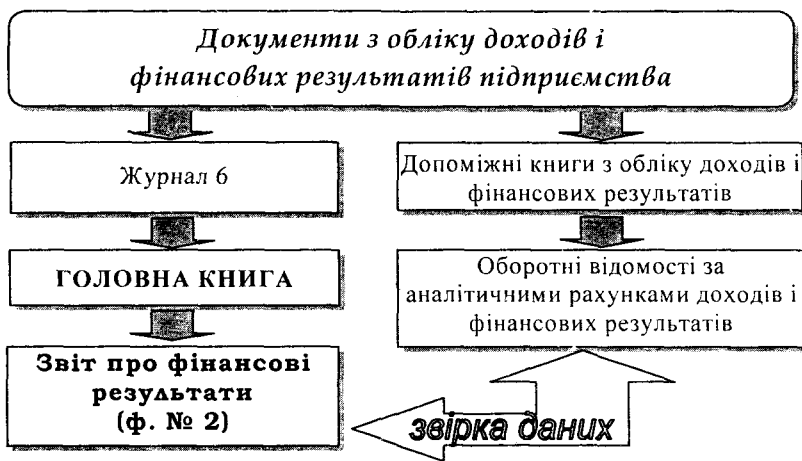 Документи з обліку доходів і
фінансових результатів підприємства
Журнал 6
ГОЛОВНА КНИГА
Звіт про фінансові
результати
(ф. № 2)
Допоміжні книги з обліку доходів і
фінансових результатів
Оборотні відомості за
аналітичними рахунками доходів і
фінансових результатів
звірка даних